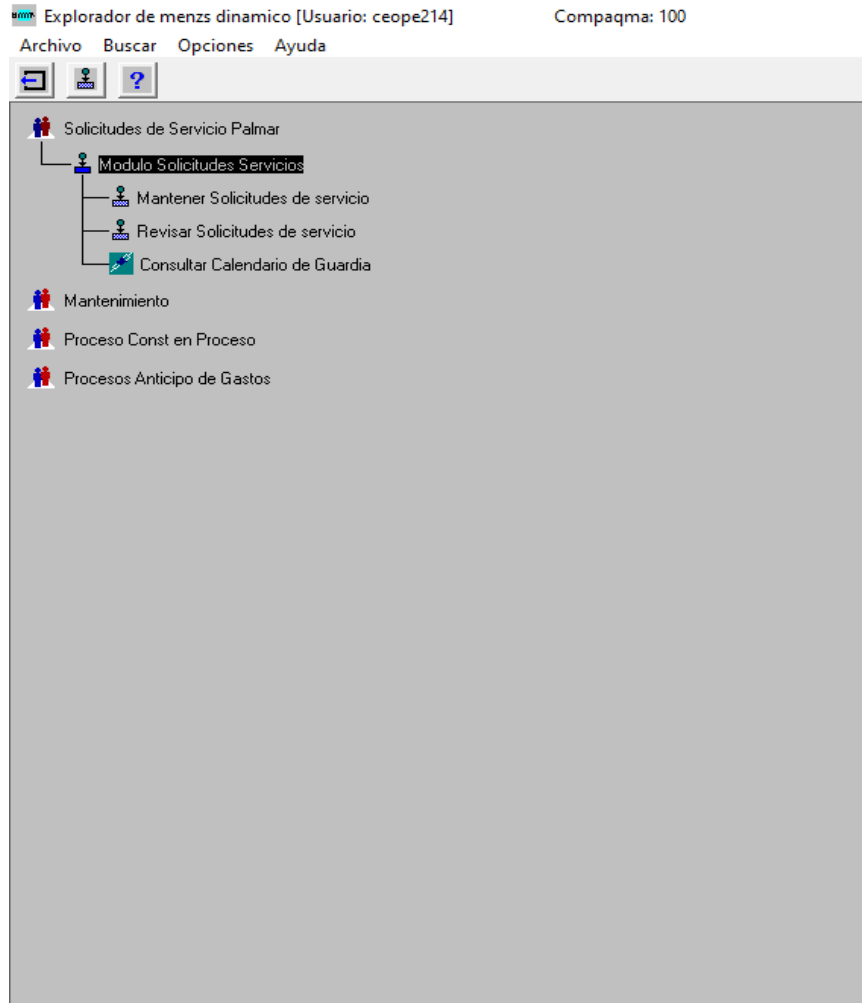 Explorador de menzs dinamico [Usuario: ceope214] Compaqma: 100
Archivo Buscar Opciones Ayuda
?
Solicitudes de Servicio Palmar
Modulo Solicitudes Servicios
Mantener Solicitudes de servicio
Revisar Solicitudes de servicio
Consultar Calendario de Guardia
Mantenimiento
Proceso Const en Proceso
Procesos Anticipo de Gastos